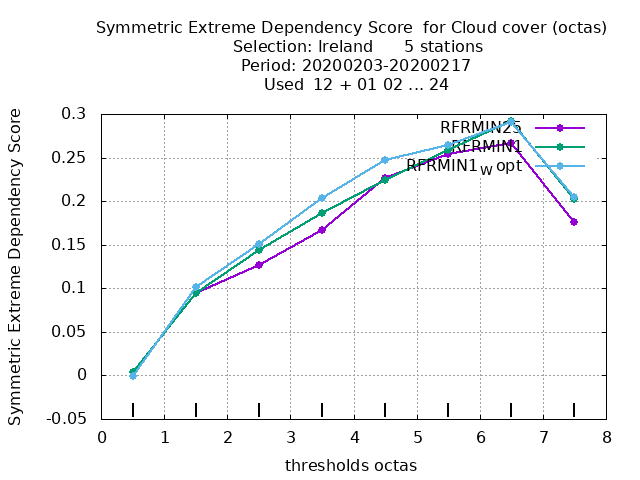 Symmetric Extreme Dependency Score for Cloud cover (octas)
Selection: Ireland 5 stations
Period: 20200203-20200217
Used 12 + 01 02 ... 24
Symmetric Extreme Dependency Score
0.3
0.25
0.2
0.15
0.1
0.05
0
-0.05
RFRMIN25
RFRMIN1
RFRMIN1W opt
0 1 2 3 4 5 6 7 8
thresholds octas